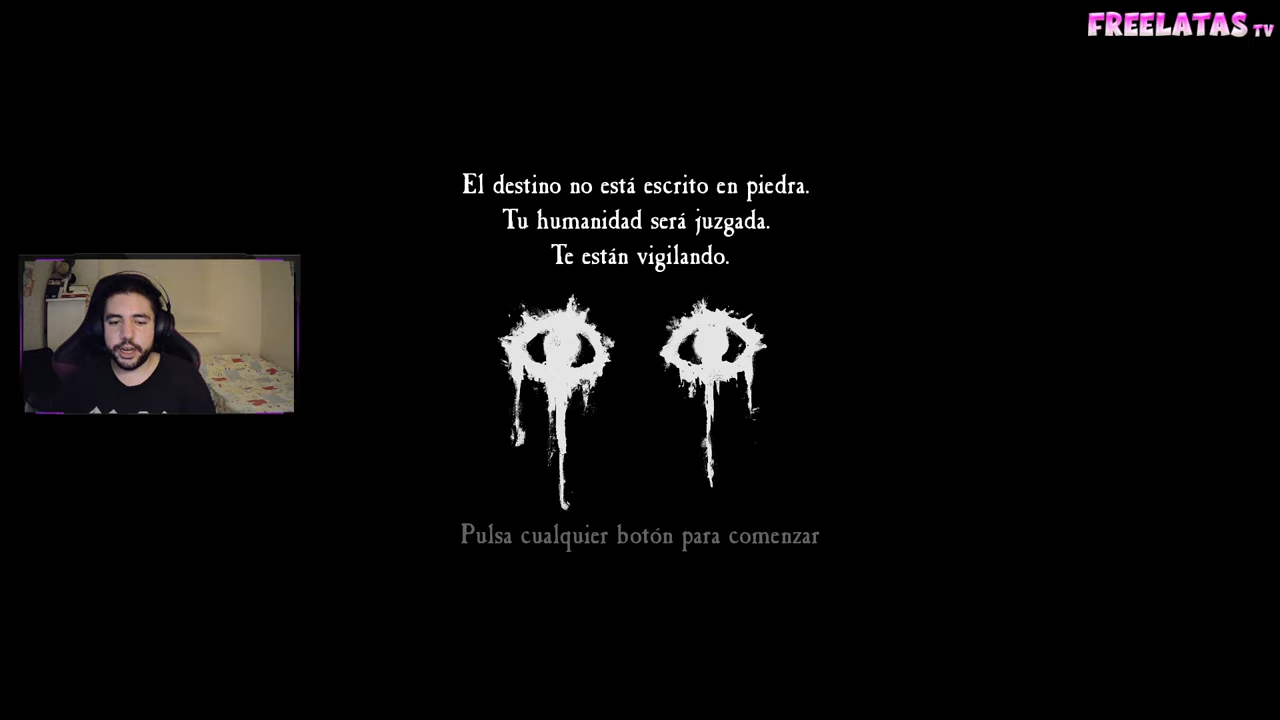 FREELATAS TV
El destino no está escrito en piedra.
Tu humanidad será juzgada.
Te están vigilando.
Pulsa cualquier botón para comenzar